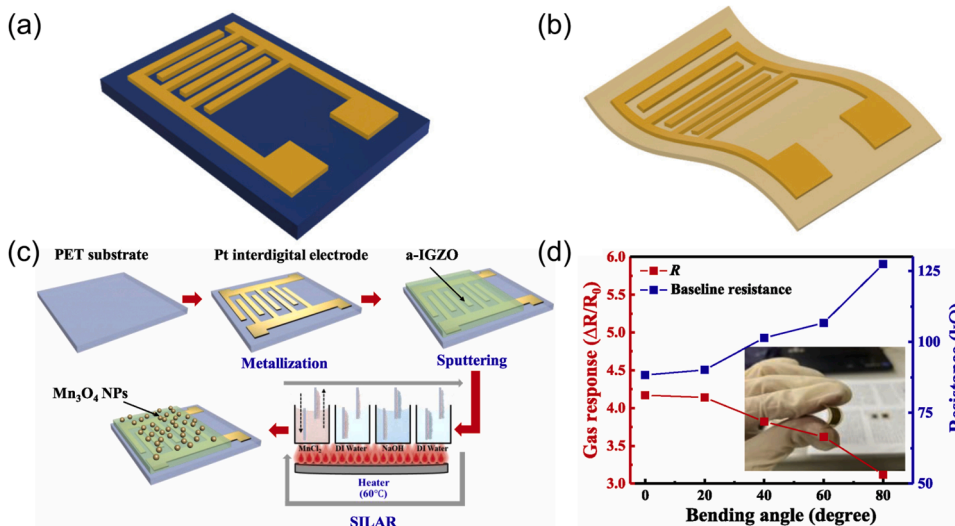 (a)
(b)
(c)
PET substrate
Pt interdigital electrode
a-IGZO
Metallization
Sputtering
Mn₃O₄ NPs
MnCl₂ DI Water NaOH DI Water
Heater
(60°C)
SILAR
(d)
Gas response (ΔR/R₀)
6.0
5.5
5.0
4.5
4.0
3.5
3.0
R
Baseline resistance
125
100
75
50
Resistance (kΩ)
0 20 40 60 80
Bending angle (degree)